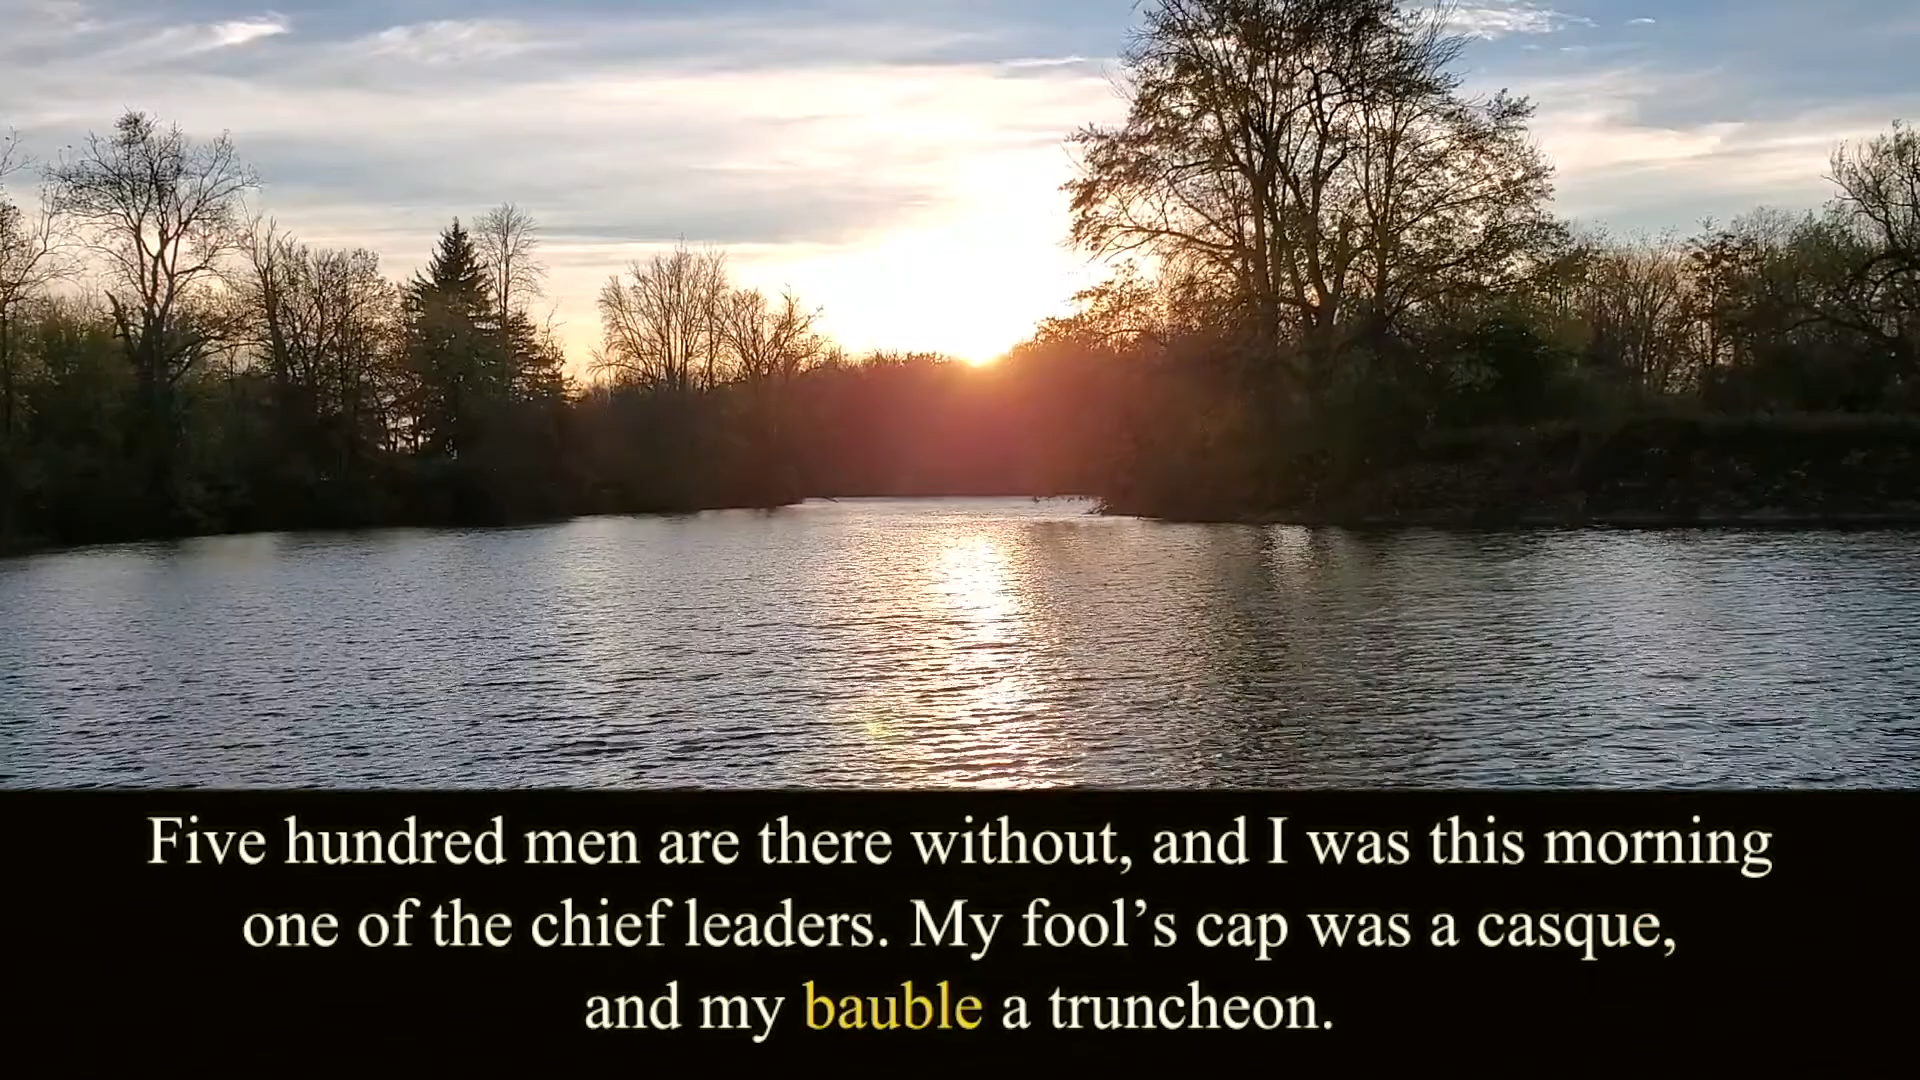 Five hundred men are there without, and I was this morning
one of the chief leaders. My fool’s cap was a casque,
and my bauble a truncheon.